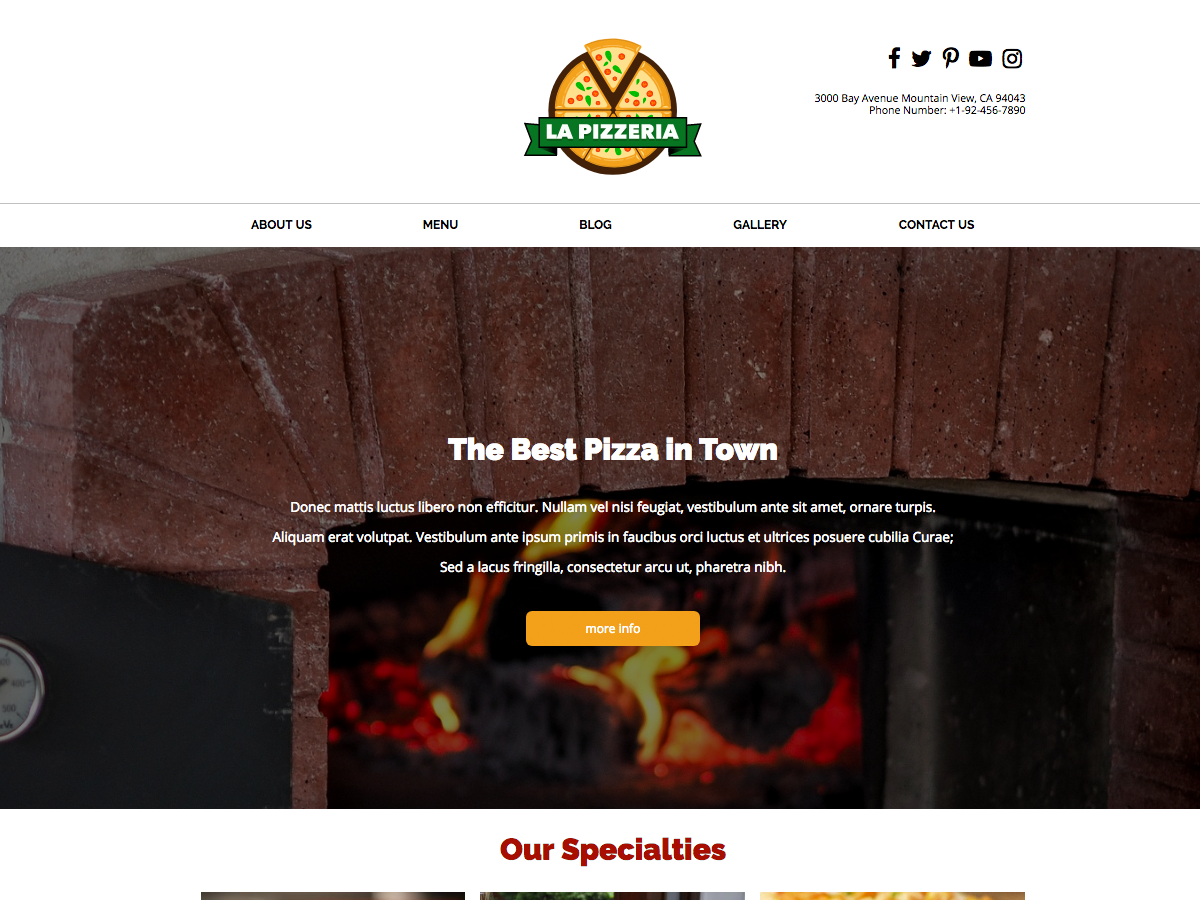 LA PIZZERIA
3000 Bay Avenue Mountain View, CA 94043
Phone Number: +1-92-456-7890
ABOUT US
MENU
BLOG
GALLERY
CONTACT US
The Best Pizza in Town
Donec mattis luctus libero non efficitur. Nullam vel nisi feugiat, vestibulum ante sit amet, ornare turpis.
Aliquam erat volutpat. Vestibulum ante ipsum primis in faucibus orci luctus et ultrices posuere cubilia Curae;
Sed a lacus fringilla, consectetur arcu ut, pharetra nibh.
more info
400
500
Our Specialties